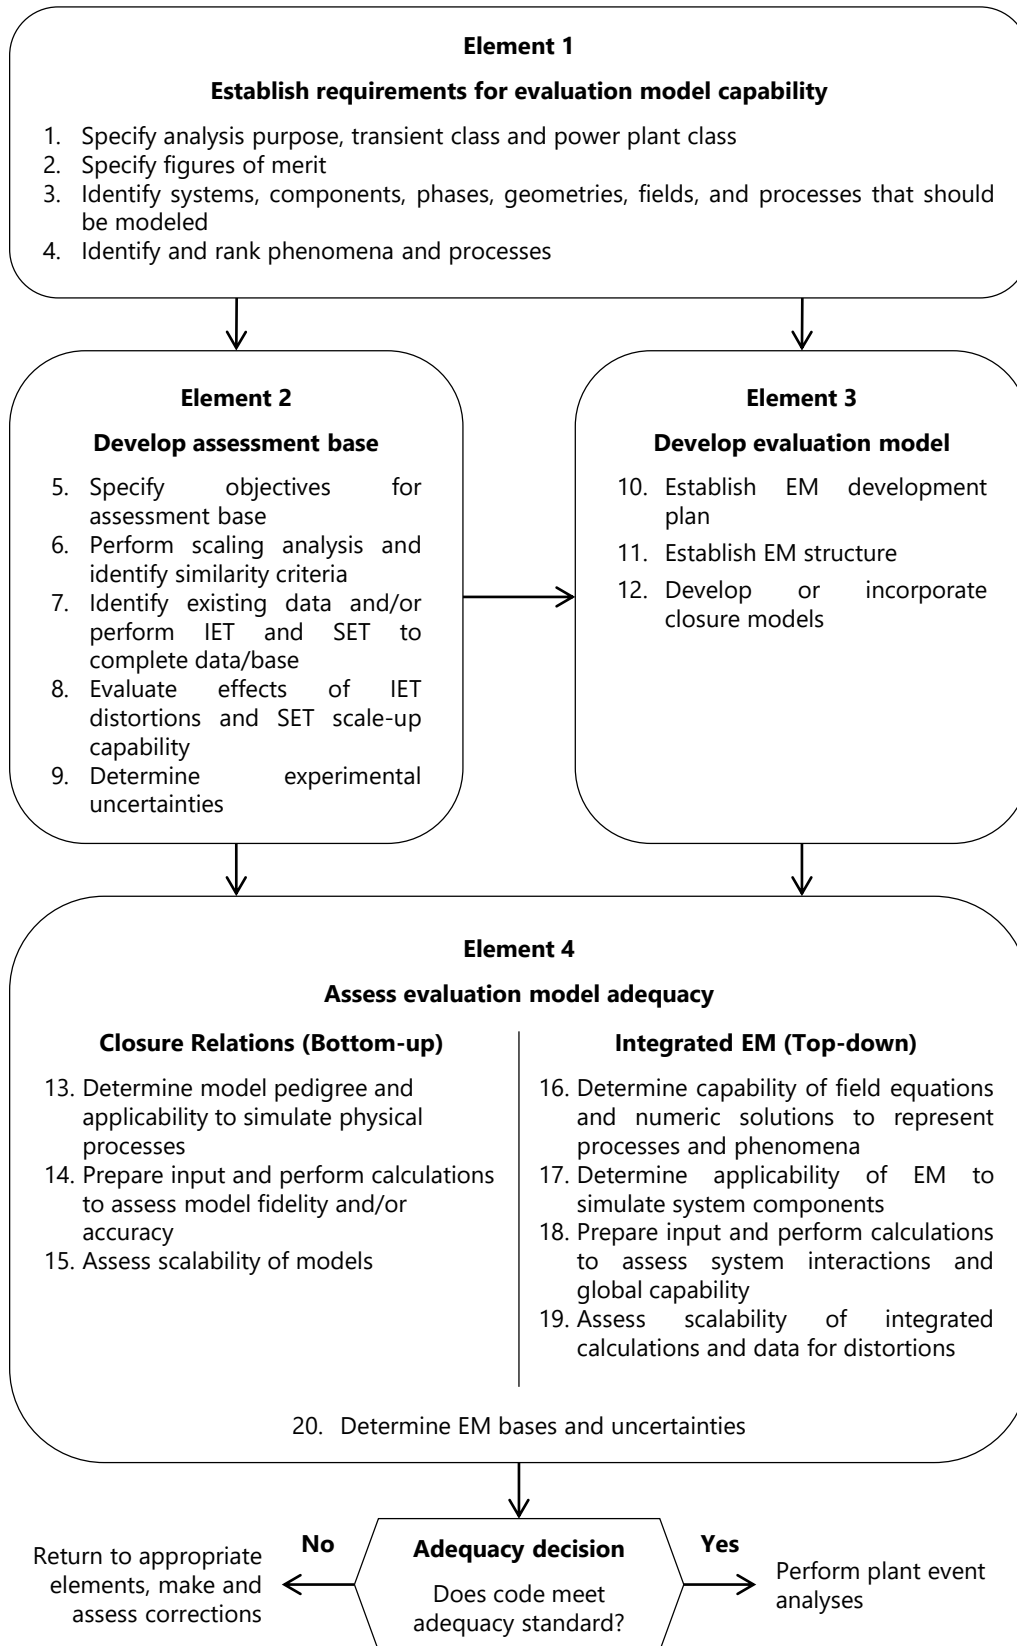 Element 1
Establish requirements for evaluation model capability
1. Specify analysis purpose, transient class and power plant class
2. Specify figures of merit
3. Identify systems, components, phases, geometries, fields, and processes that should
be modeled
4. Identify and rank phenomena and processes
Element 2
Develop assessment base
5. Specify objectives for
assessment base
6. Perform scaling analysis and
identify similarity criteria
7. Identify existing data and/or
perform IET and SET to
complete data/base
8. Evaluate effects of IET
distortions and SET scale-up
capability
9. Determine experimental
uncertainties
Element 3
Develop evaluation model
10. Establish EM development
plan
11. Establish EM structure
12. Develop or incorporate
closure models
Element 4
Assess evaluation model adequacy
Closure Relations (Bottom-up)
13. Determine model pedigree and
applicability to simulate physical
processes
14. Prepare input and perform calculations
to assess model fidelity and/or
accuracy
15. Assess scalability of models
Integrated EM (Top-down)
16. Determine capability of field equations
and numeric solutions to represent
processes and phenomena
17. Determine applicability of EM to
simulate system components
18. Prepare input and perform calculations
to assess system interactions and
global capability
19. Assess scalability of integrated
calculations and data for distortions
20. Determine EM bases and uncertainties
No
Return to appropriate
elements, make and
assess corrections
Adequacy decision
Does code meet
adequacy standard?
Yes
Perform plant event
analyses